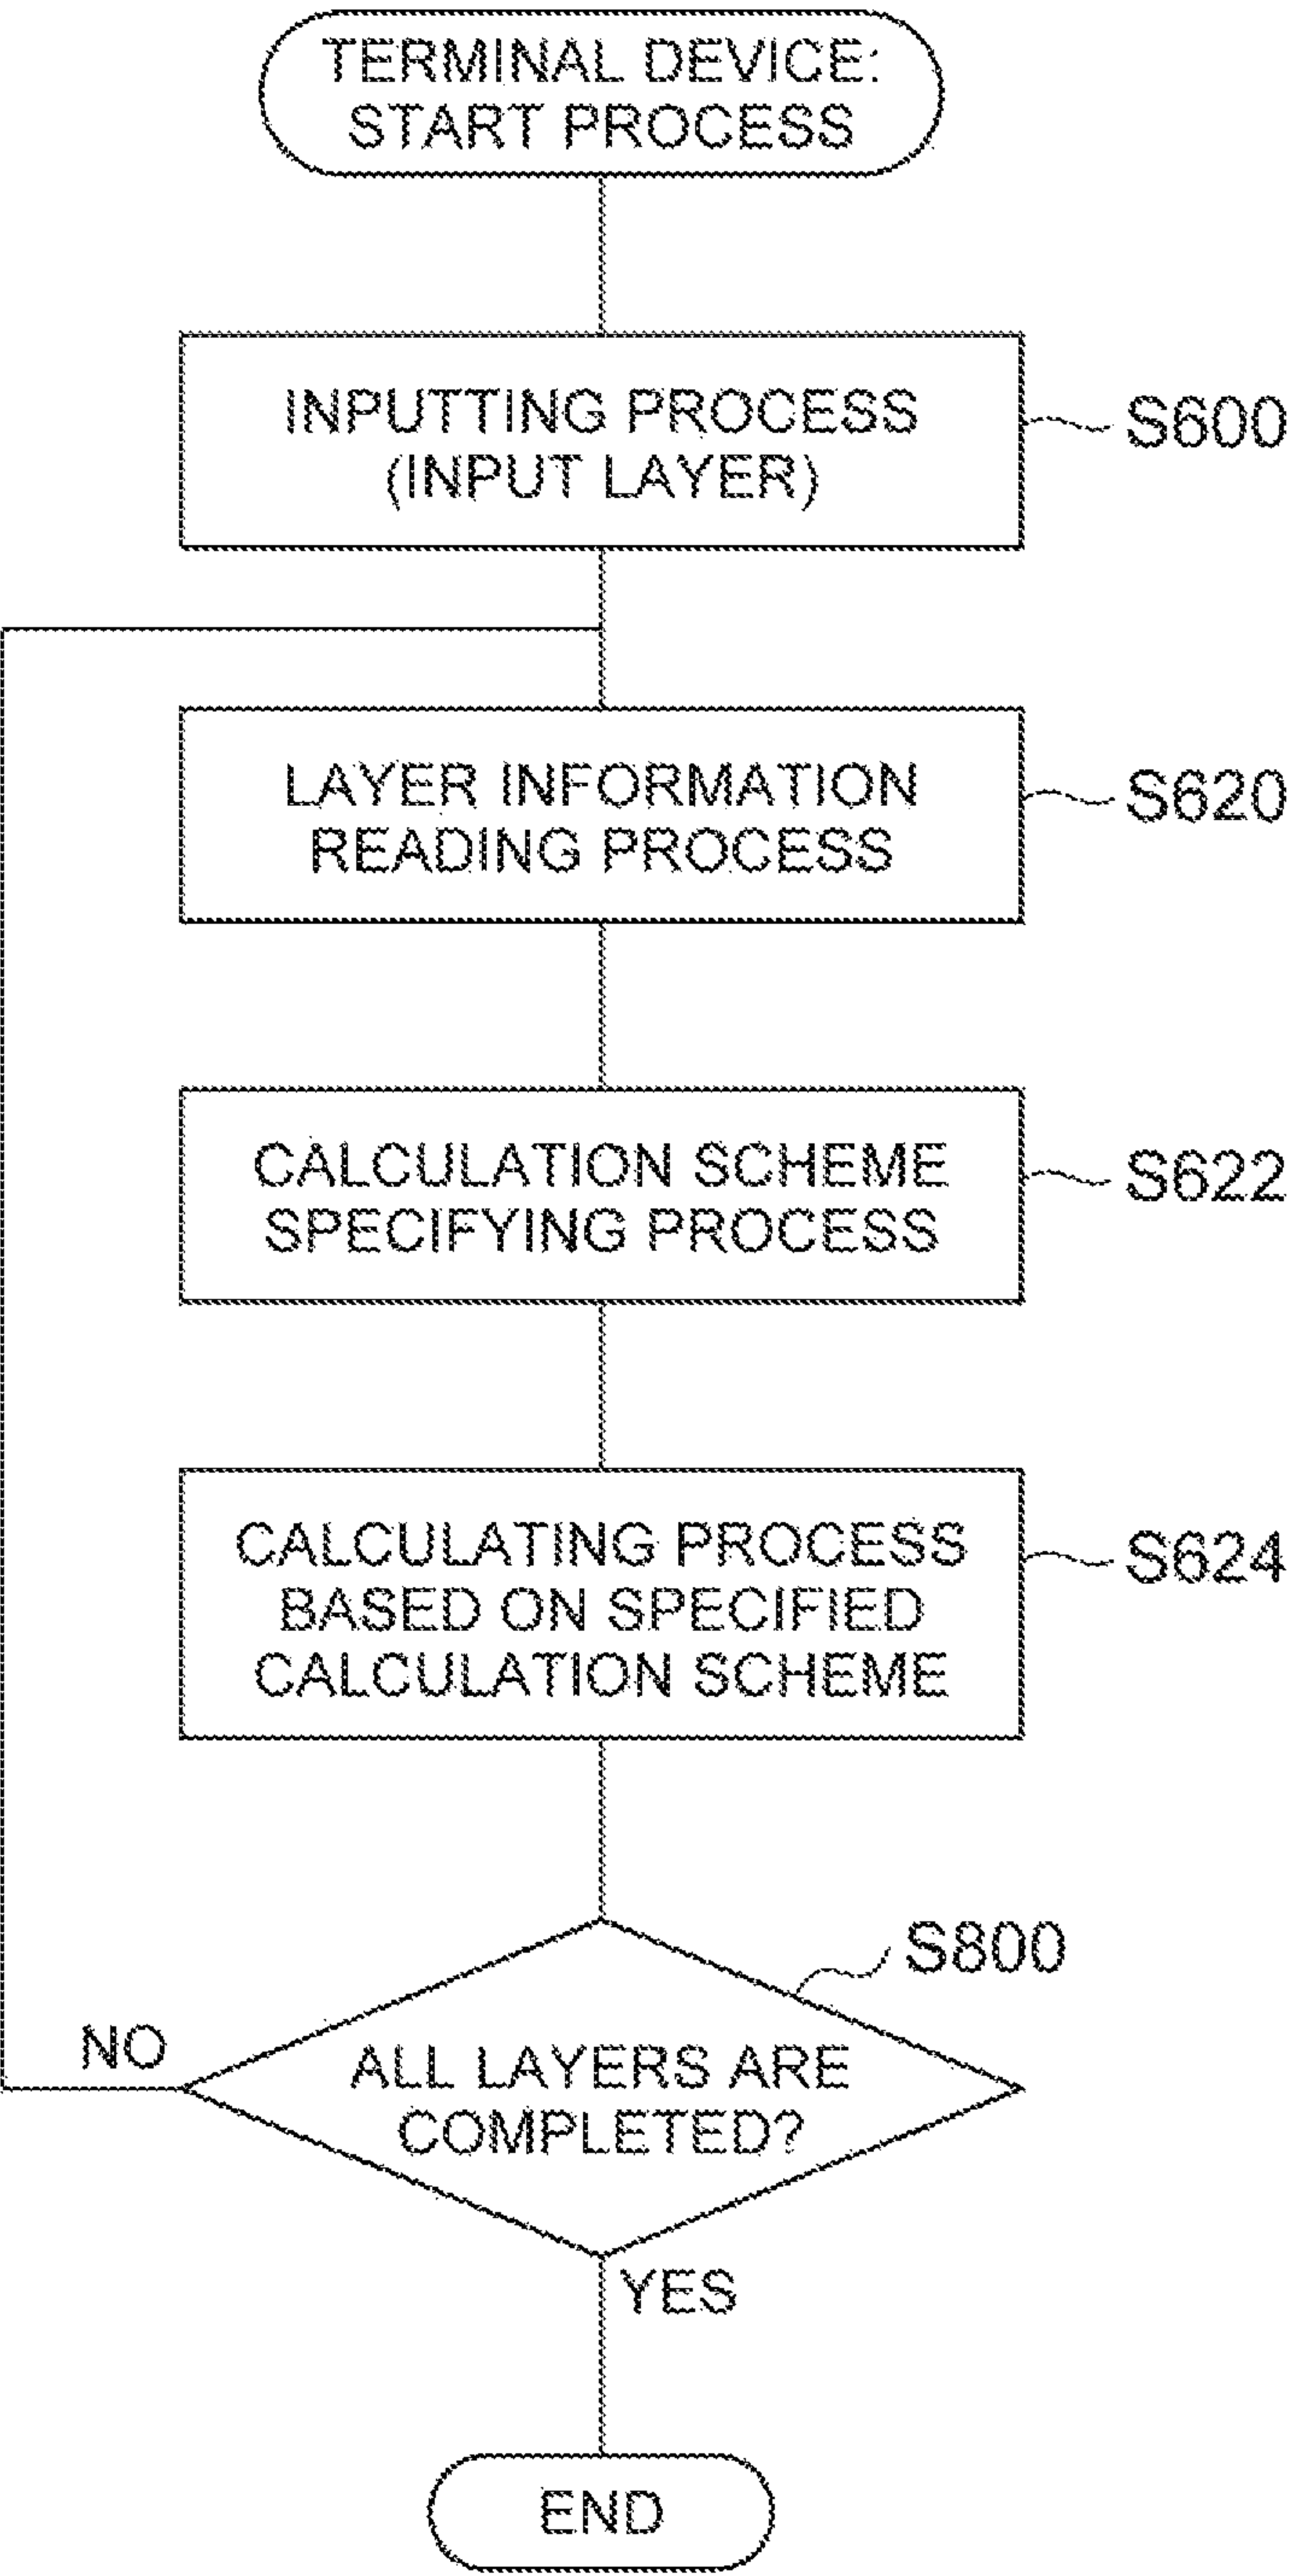 TERMINAL DEVICE:
START PROCESS
INPUTTING PROCESS
(INPUT LAYER)
S600
LAYER INFORMATION
READING PROCESS
S620
CALCULATION SCHEME
SPECIFYING PROCESS
S622
CALCULATING PROCESS
BASED ON SPECIFIED
CALCULATION SCHEME
S624
S800
NO
ALL LAYERS ARE
COMPLETED?
YES
END